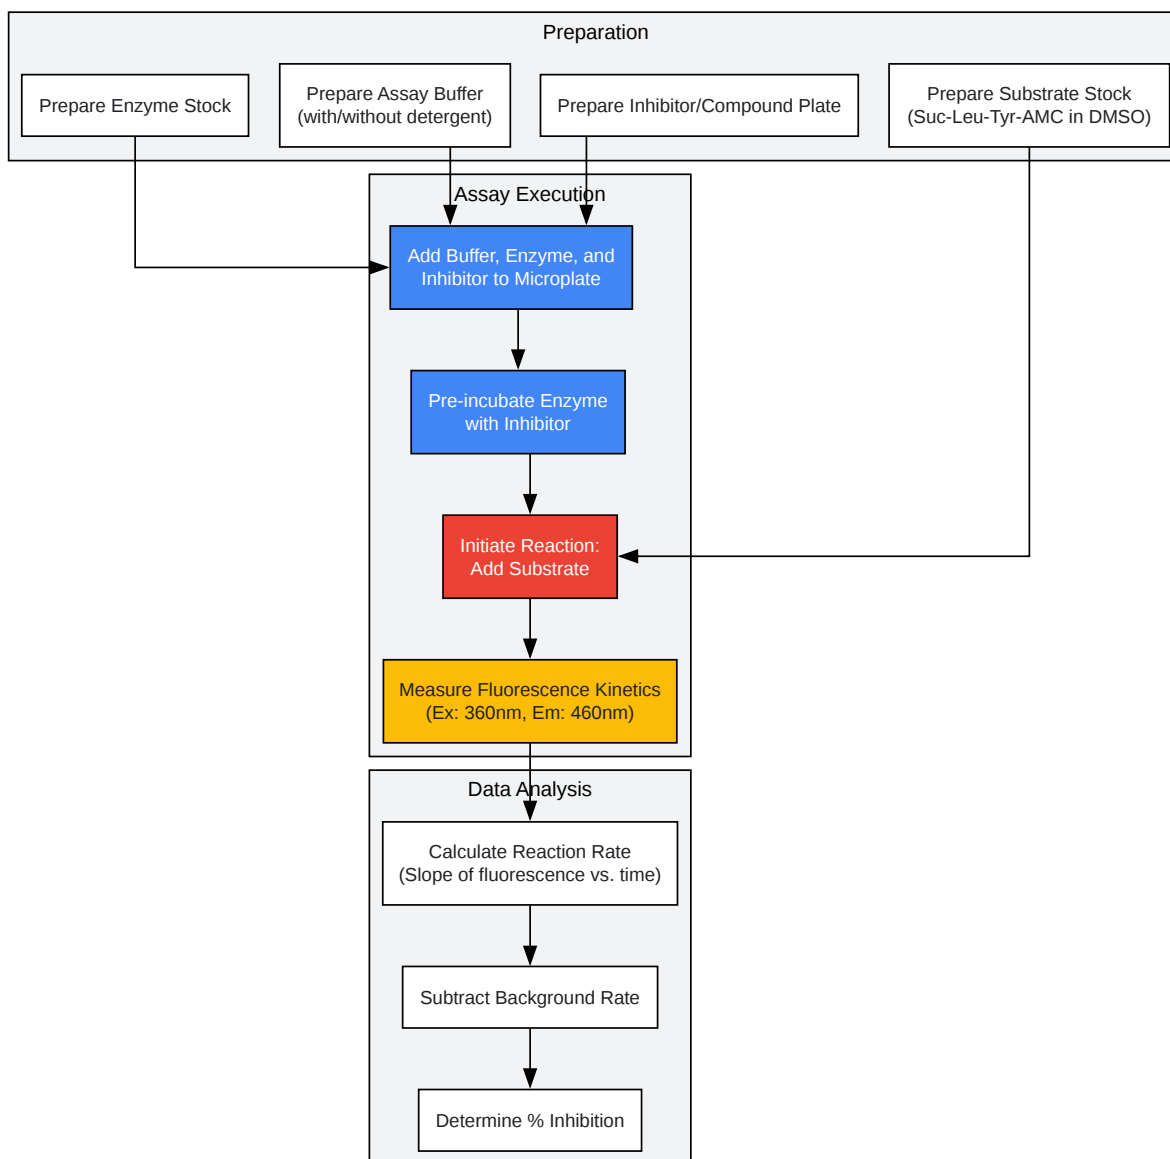 Preparation
Prepare Enzyme Stock
Prepare Assay Buffer
(with/without detergent)
Prepare Inhibitor/Compound Plate
Prepare Substrate Stock
(Suc-Leu-Tyr-AMC in DMSO)
Assay Execution
Add Buffer, Enzyme, and
Inhibitor to Microplate
Pre-incubate Enzyme
with Inhibitor
Initiate Reaction:
Add Substrate
Measure Fluorescence Kinetics
(Ex: 360nm, Em: 460nm)
Data Analysis
Calculate Reaction Rate
(Slope of fluorescence vs. time)
Subtract Background Rate
Determine % Inhibition